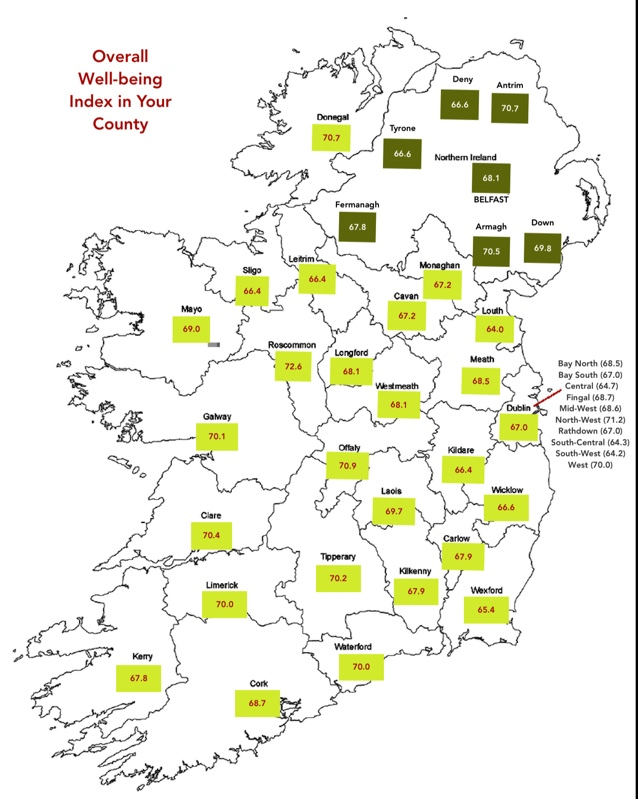 Overall
Well-being
Index in Your
County
Deny
66.6
Antrim
70.7
Donegal
70.7
Tyrone
66.6
Northern Ireland
68.1
BELFAST
Fermanagh
67.8
Armagh
70.5
Down
69.8
Monaghan
67.2
Leitrim
66.4
Sligo
66.4
Cavan
67.2
Mayo
69.0
Louth
64.0
Roscommon
72.6
Longford
68.1
Meath
68.5
Westmeath
68.1
Dublin
67.0
Bay North (68.5)
Bay South (67.0)
Central (64.7)
Fingal (68.7)
Mid-West (68.6)
North-West (71.2)
Rathdown (67.0)
South-Central (64.3)
South-West (64.2)
West (70.0)
Galway
70.1
Offaly
70.9
Kildare
66.4
Laois
69.7
Wicklow
66.6
Clare
70.4
Carlow
67.9
Tipperary
70.2
Kilkenny
67.9
Limerick
70.0
Wexford
65.4
Kerry
67.8
Waterford
70.0
Cork
68.7